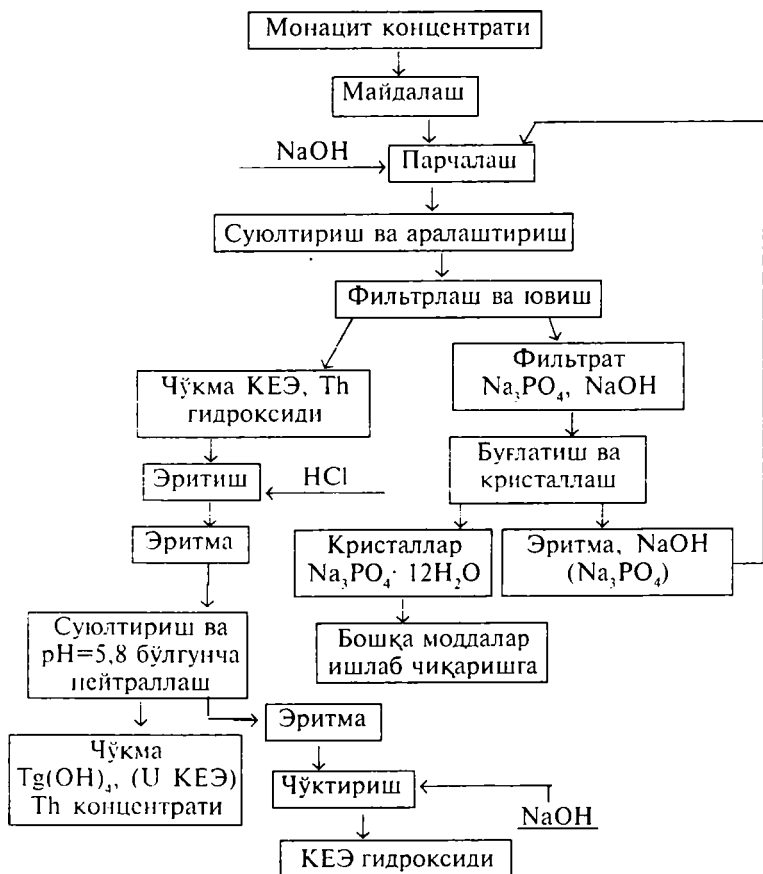 Монацит концентрати
Майдалаш
NaOH
Парчалаш
Суюлтириш ва аралаштириш
Фильтрлаш ва ювиш
Чўкма КЕЭ, Th
гидроксиди
Фильтрат
Na₃PO₄, NaOH
Эритиш
HCl
Буғлатиш ва
кристаллаш
Эритма
Кристаллар
Na₃PO₄· 12H₂O
Эритма, NaOH
(Na₃PO₄)
Суюлтириш ва
pH=5,8 бўлгунча
нейтраллаш
Бошқа моддалар
ишлаб чиқаришга
Эритма
Чўкма
Tg(OH)₄, (U КЕЭ)
Th концентрати
Чўктириш
NaOH
КЕЭ гидроксиди